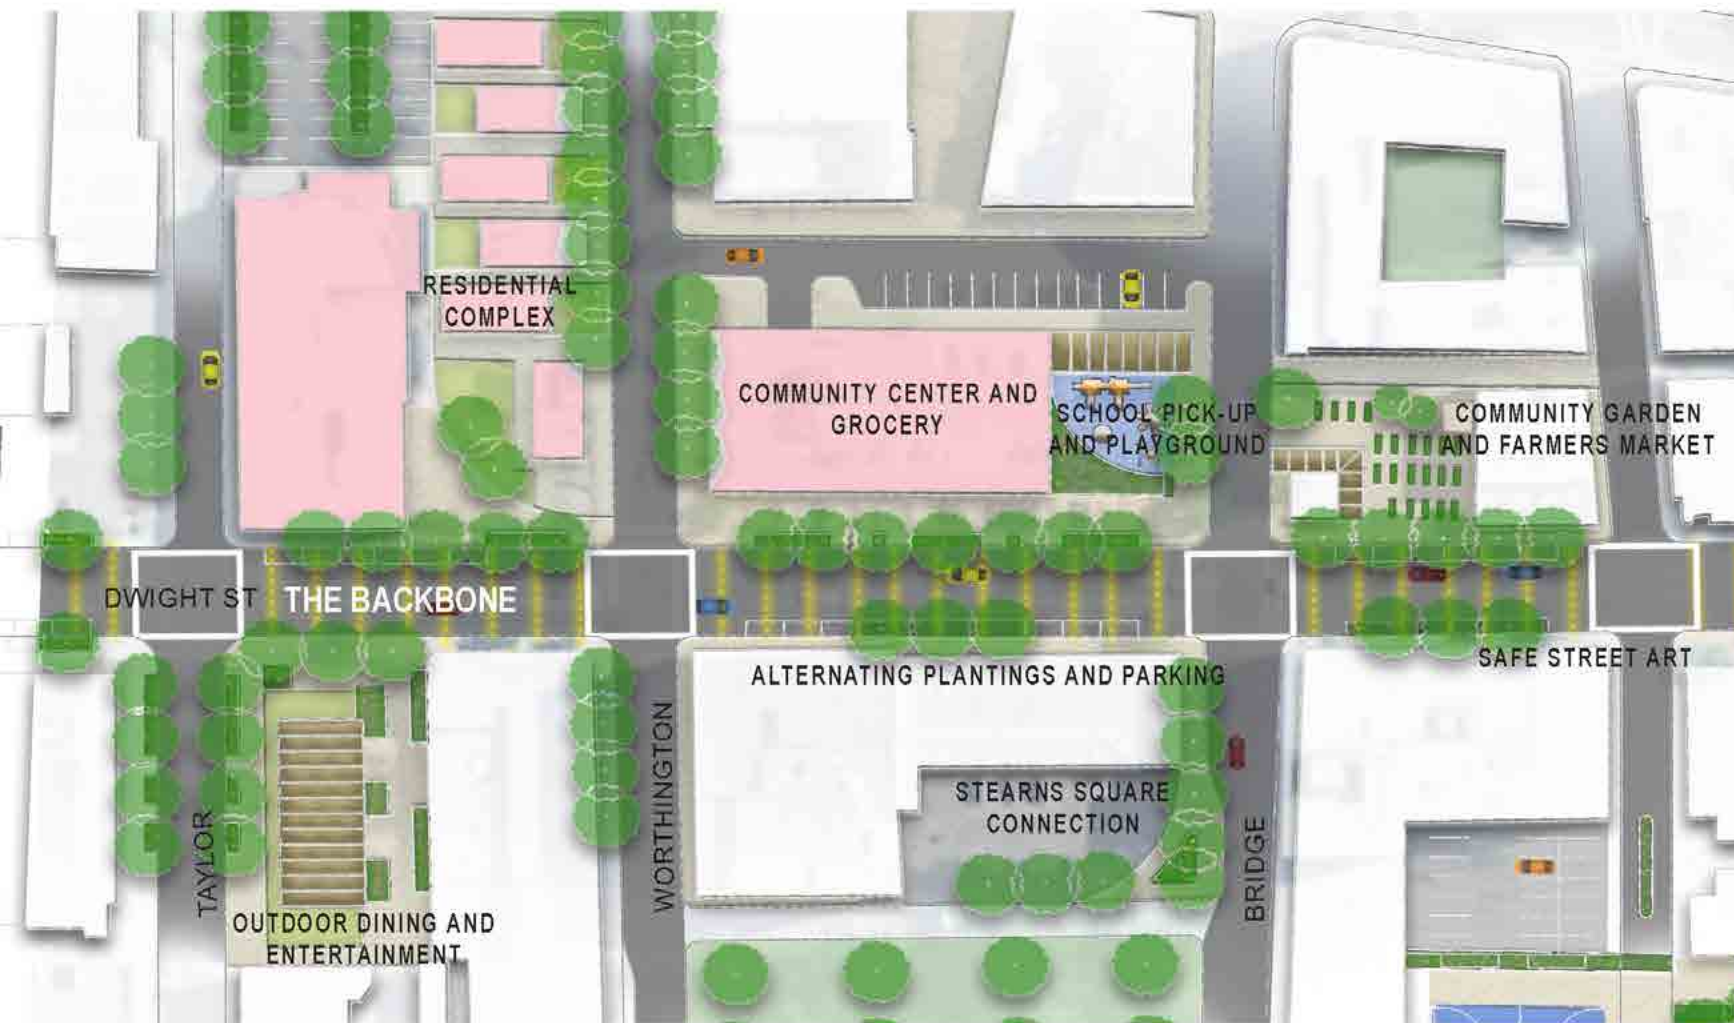 RESIDENTIAL
COMPLEX
COMMUNITY CENTER AND
GROCERY
SCHOOL PICK-UP
AND PLAYGROUND
COMMUNITY GARDEN
AND FARMERS MARKET
DWIGHT ST
THE BACKBONE
ALTERNATING PLANTINGS AND PARKING
SAFE STREET ART
STEARNS SQUARE
CONNECTION
TAYLOR
WORTHINGTON
BRIDGE
OUTDOOR DINING AND
ENTERTAINMENT